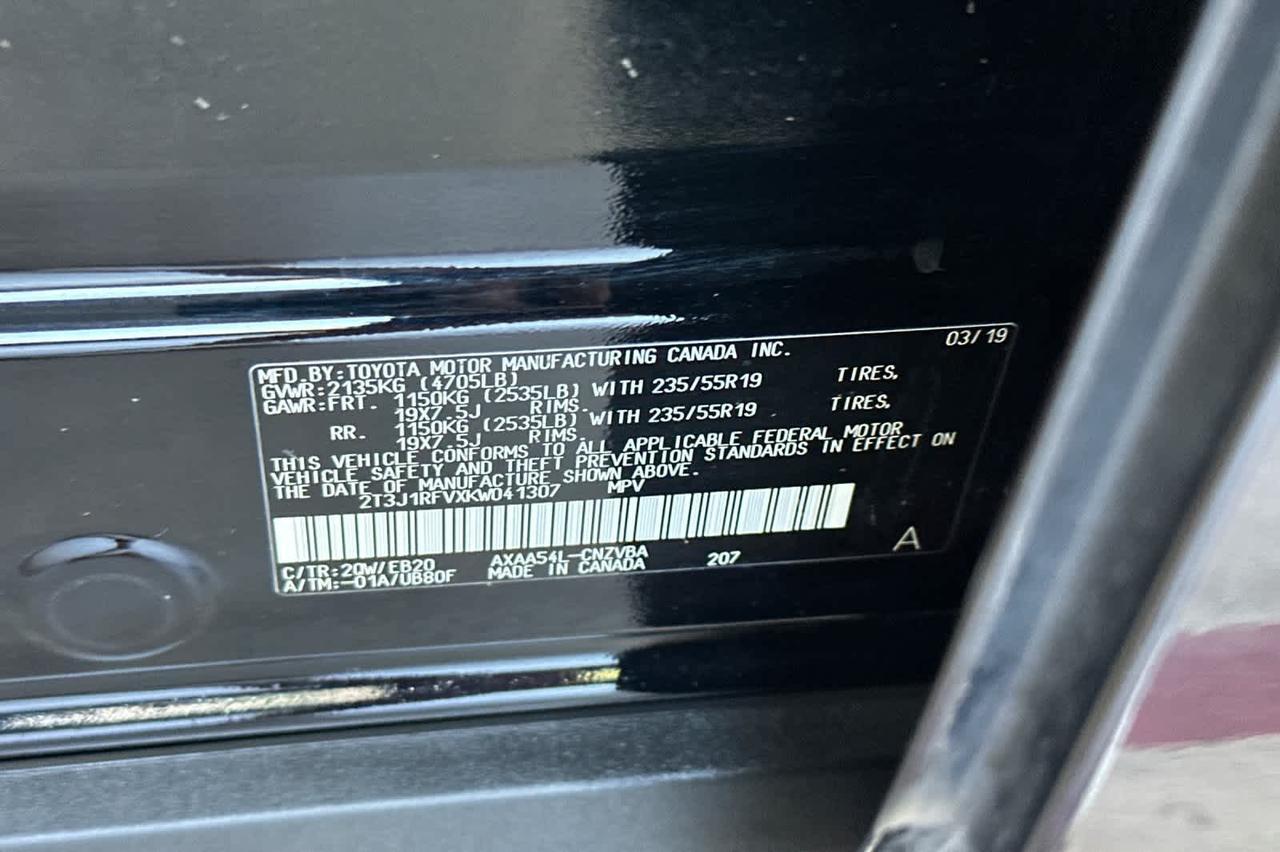 MFD.BY:TOYOTA MOTOR MANUFACTURING CANADA INC. 03/19
GVWR:2135KG (4705LB)
GAWR:FRT. 1150KG (2535LB) WITH 235/55R19 TIRES,
19X7.5J RIMS.
RR. 1150KG (2535LB) WITH 235/55R19 TIRES,
19X7.5J RIMS.
THIS VEHICLE CONFORMS TO ALL APPLICABLE FEDERAL MOTOR
VEHICLE SAFETY AND THEFT PREVENTION STANDARDS IN EFFECT ON
THE DATE OF MANUFACTURE SHOWN ABOVE.
2T3J1RFVXKW041307 MPV
A
C/TR:2QW/EB20 AXAA54L-CNZVBA 207
A/TM:-01A/UB80F MADE IN CANADA